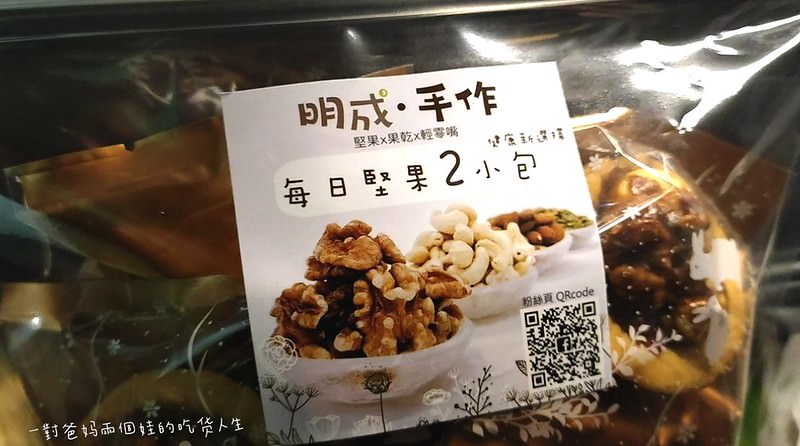 明成·手作
堅果x果乾x輕零嘴
健康新選擇
每日堅果2小包
粉絲頁 QRcode
一對爸妈兩個娃的吃货人生